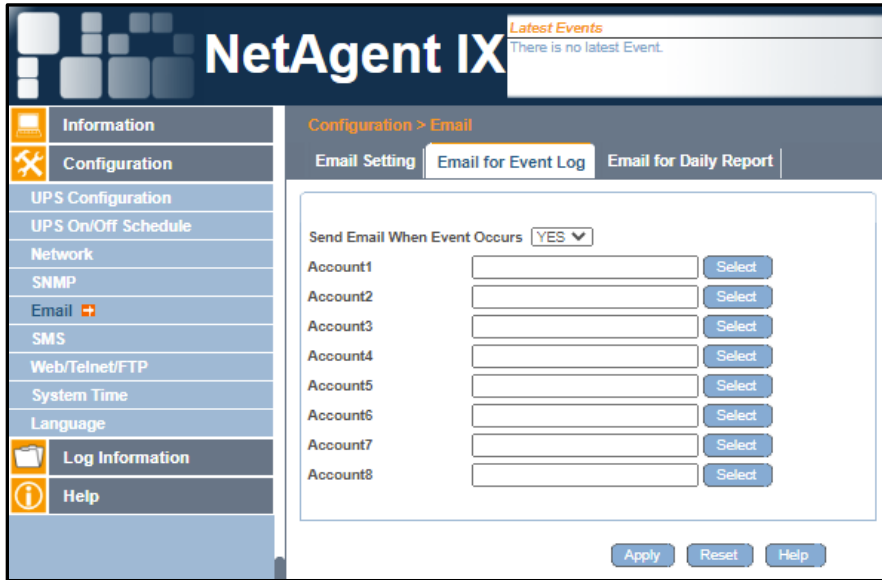 NetAgent IX
Latest Events
There is no latest Event.
Information
Configuration
UPS Configuration
UPS On/Off Schedule
Network
SNMP
Email
SMS
Web/Telnet/FTP
System Time
Language
Log Information
Help
Configuration > Email
Email Setting
Email for Event Log
Email for Daily Report
Send Email When Event Occurs YES
Account1 Select
Account2 Select
Account3 Select
Account4 Select
Account5 Select
Account6 Select
Account7 Select
Account8 Select
Apply Reset Help